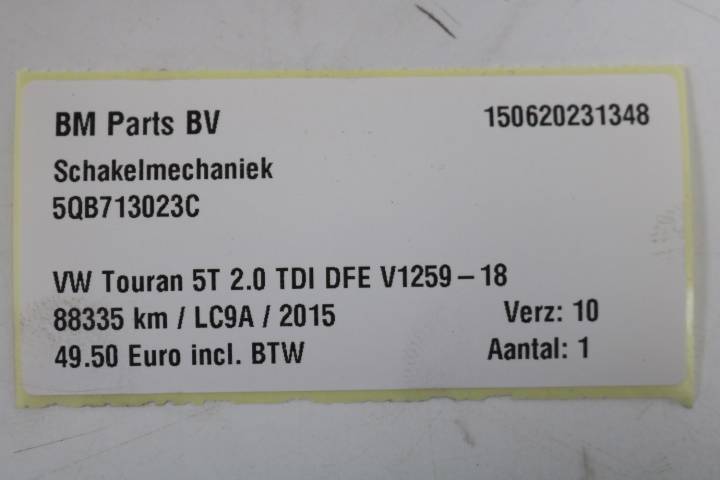 BM Parts BV 150620231348
Schakelmechaniek
5QB713023C
VW Touran 5T 2.0 TDI DFE V1259 – 18
88335 km / LC9A / 2015 Verz: 10
49.50 Euro incl. BTW Aantal: 1